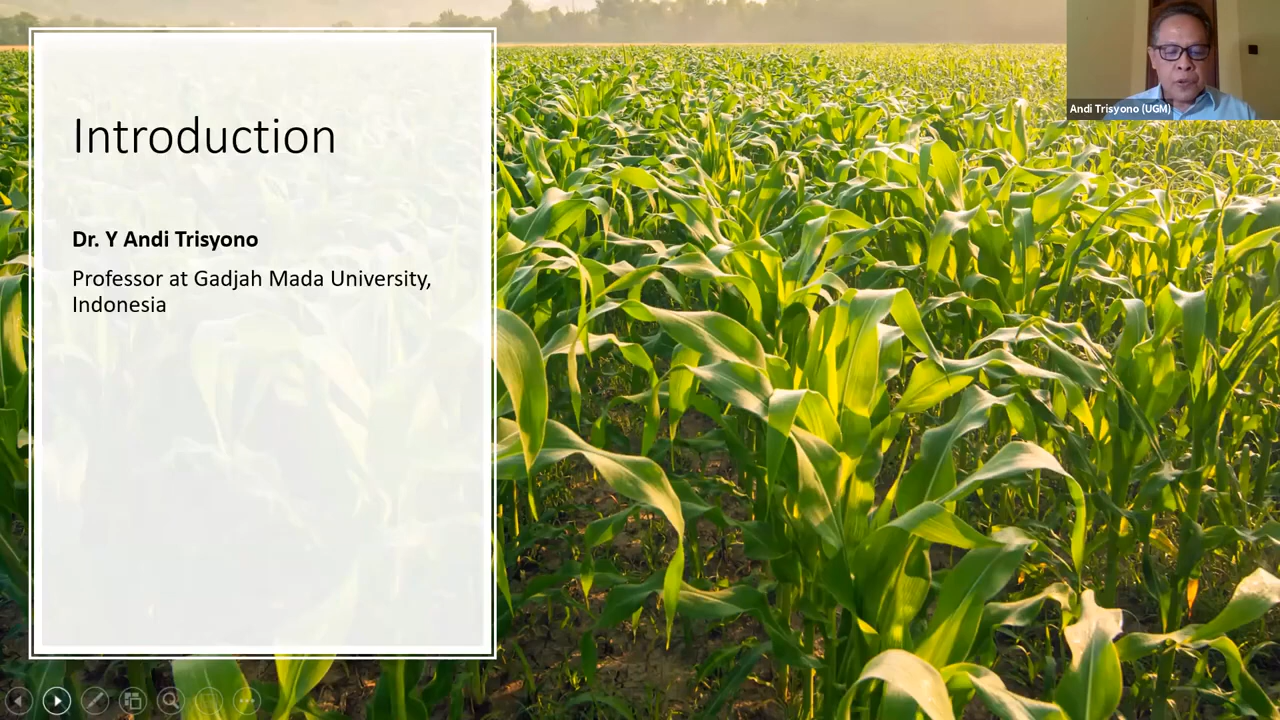 Introduction
Dr. Y Andi Trisyono
Professor at Gadjah Mada University,
Indonesia
Andi Trisyono (UGM)